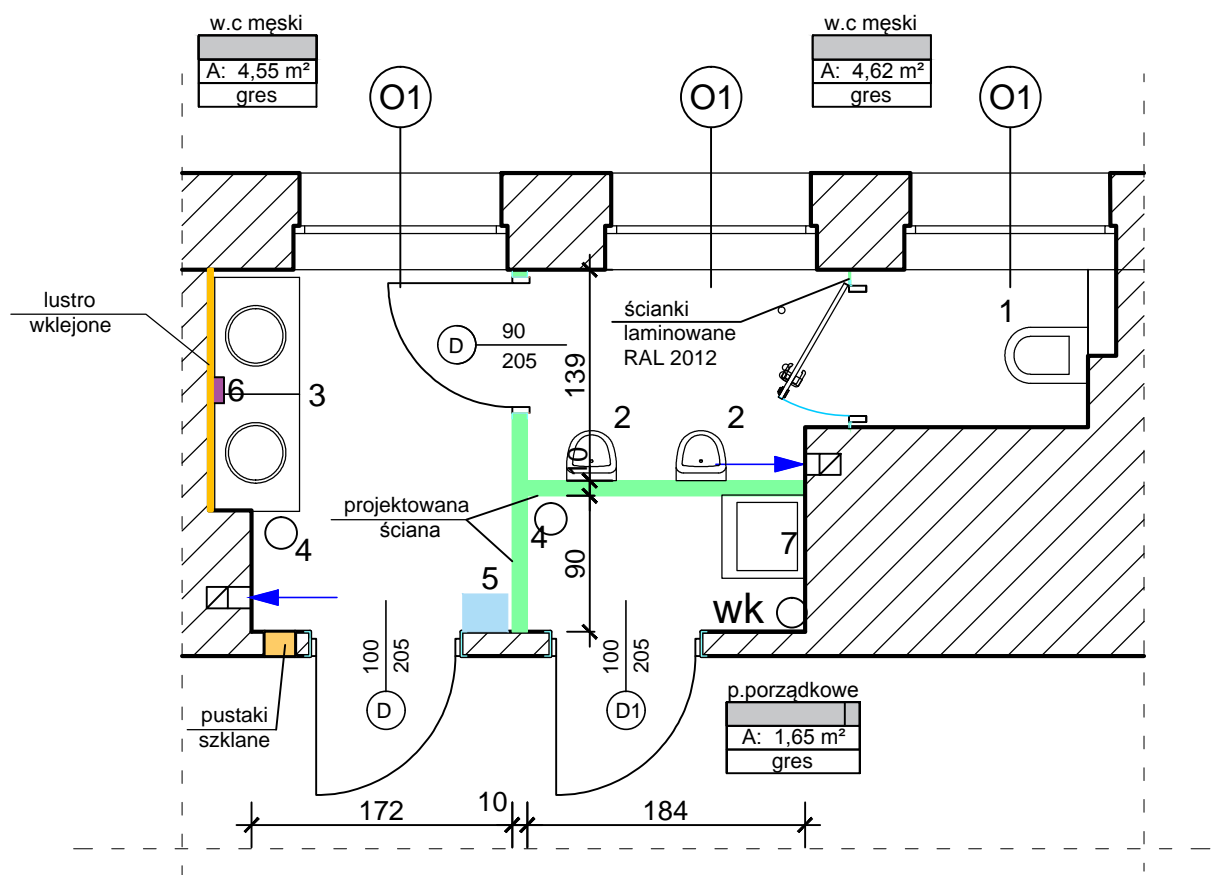 w.c męski
A: 4,55 m²
gres
w.c męski
A: 4,62 m²
gres
O1
O1
O1
lustro
wklejone
D
90
205
139
ścianki
laminowane
RAL 2012
1
6
3
2
2
10
projektowana
ściana
4
4
90
7
5
wk
100
205
D
100
205
D1
pustaki
szklane
p.porządkowe
A: 1,65 m²
gres
172
10
184